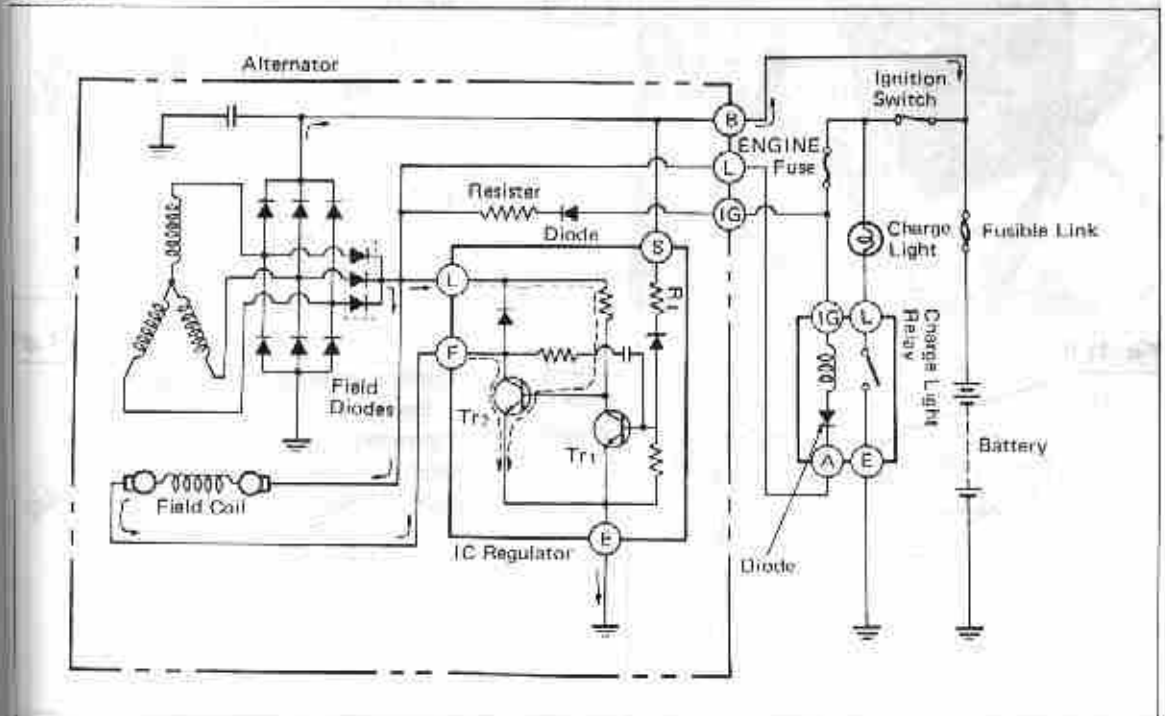 Alternator
Ignition
Switch
B
ENGINE
Fuse
L
Resister
IG
Diode
S
Charge
Light
Fusible Link
L
R1
IG
L
Charge Light
Relay
F
Field
Diodes
Tr2
Tr1
A
E
Battery
Field Coil
E
IC Regulator
Diode